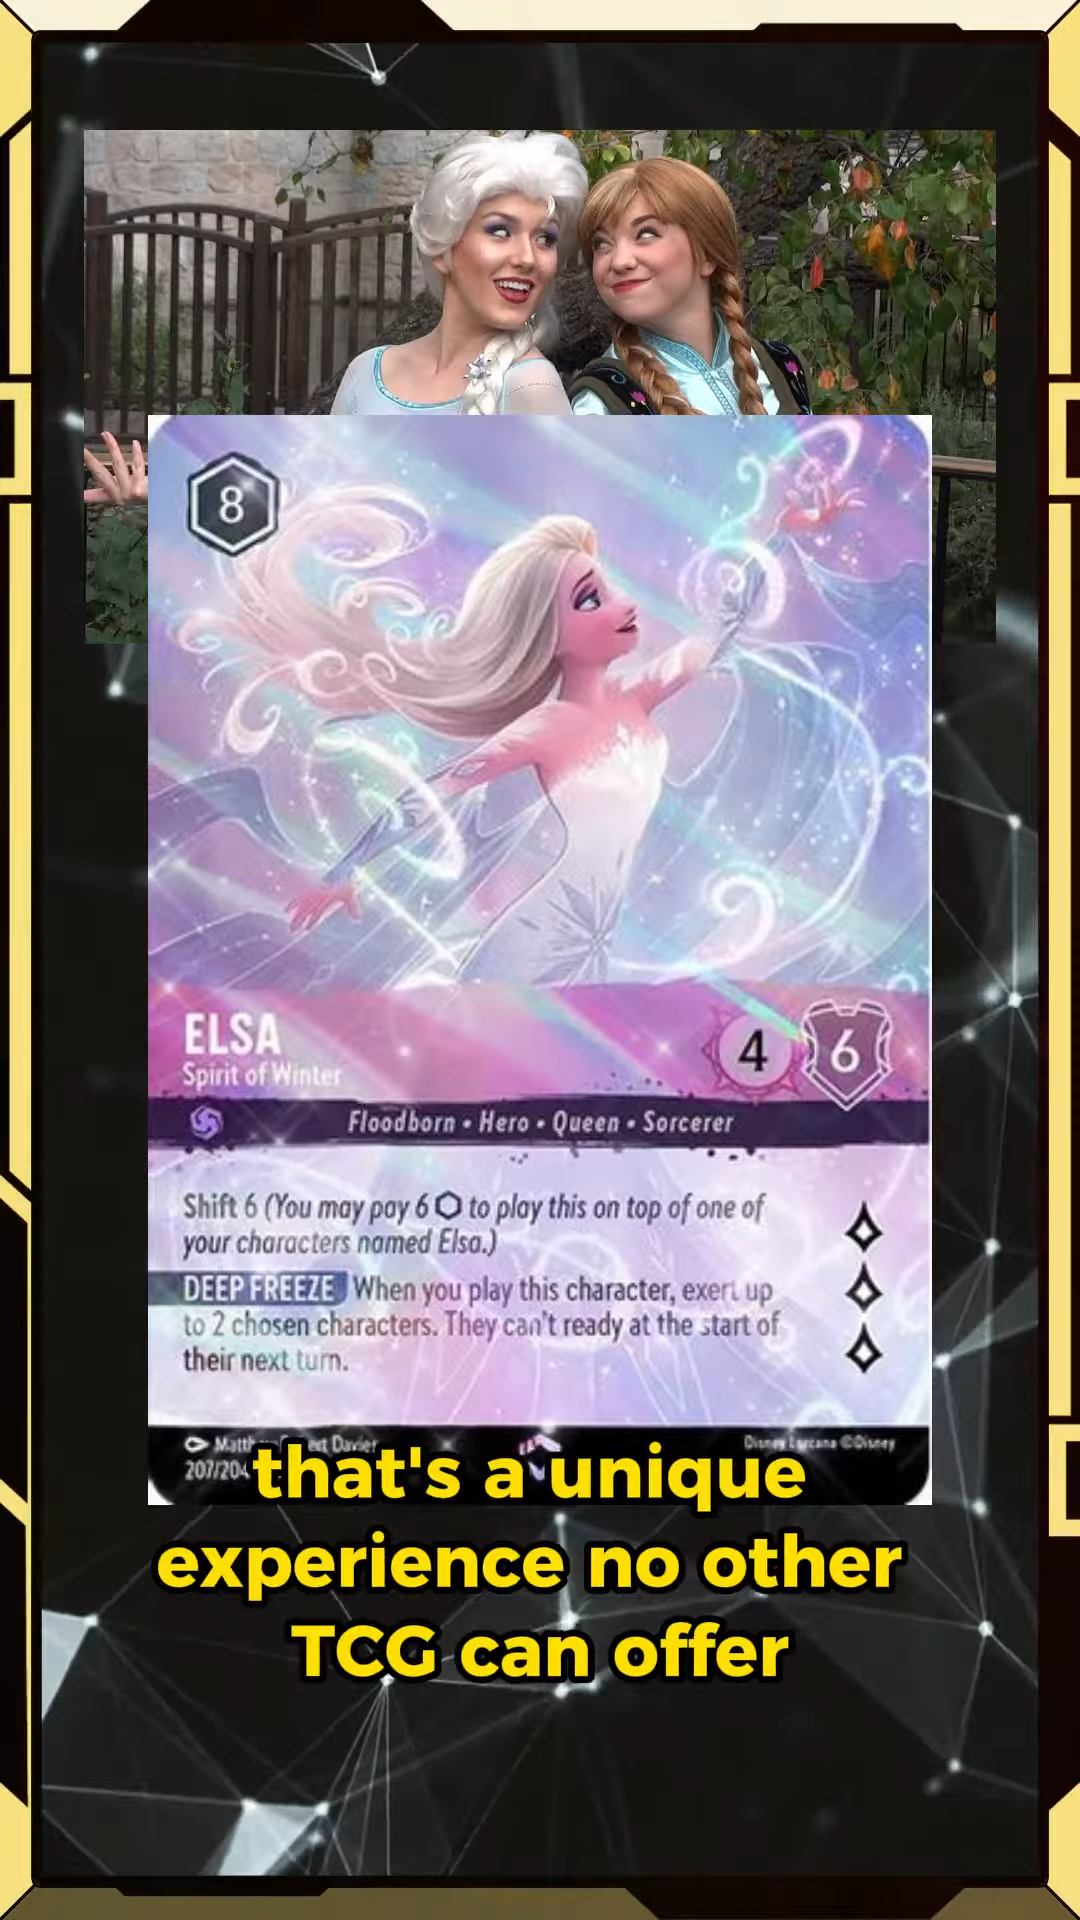 8
ELSA
Spirit of Winter
4
6
Floodborn • Hero • Queen • Sorcerer
Shift 6 (You may pay 6 ⬡ to play this on top of one of
your characters named Elsa.)
DEEP FREEZE When you play this character, exert up
to 2 chosen characters. They can't ready at the start of
their next turn.
Davier
Disney Lorcana ©Disney
207/204
that's a unique
experience no other
TCG can offer